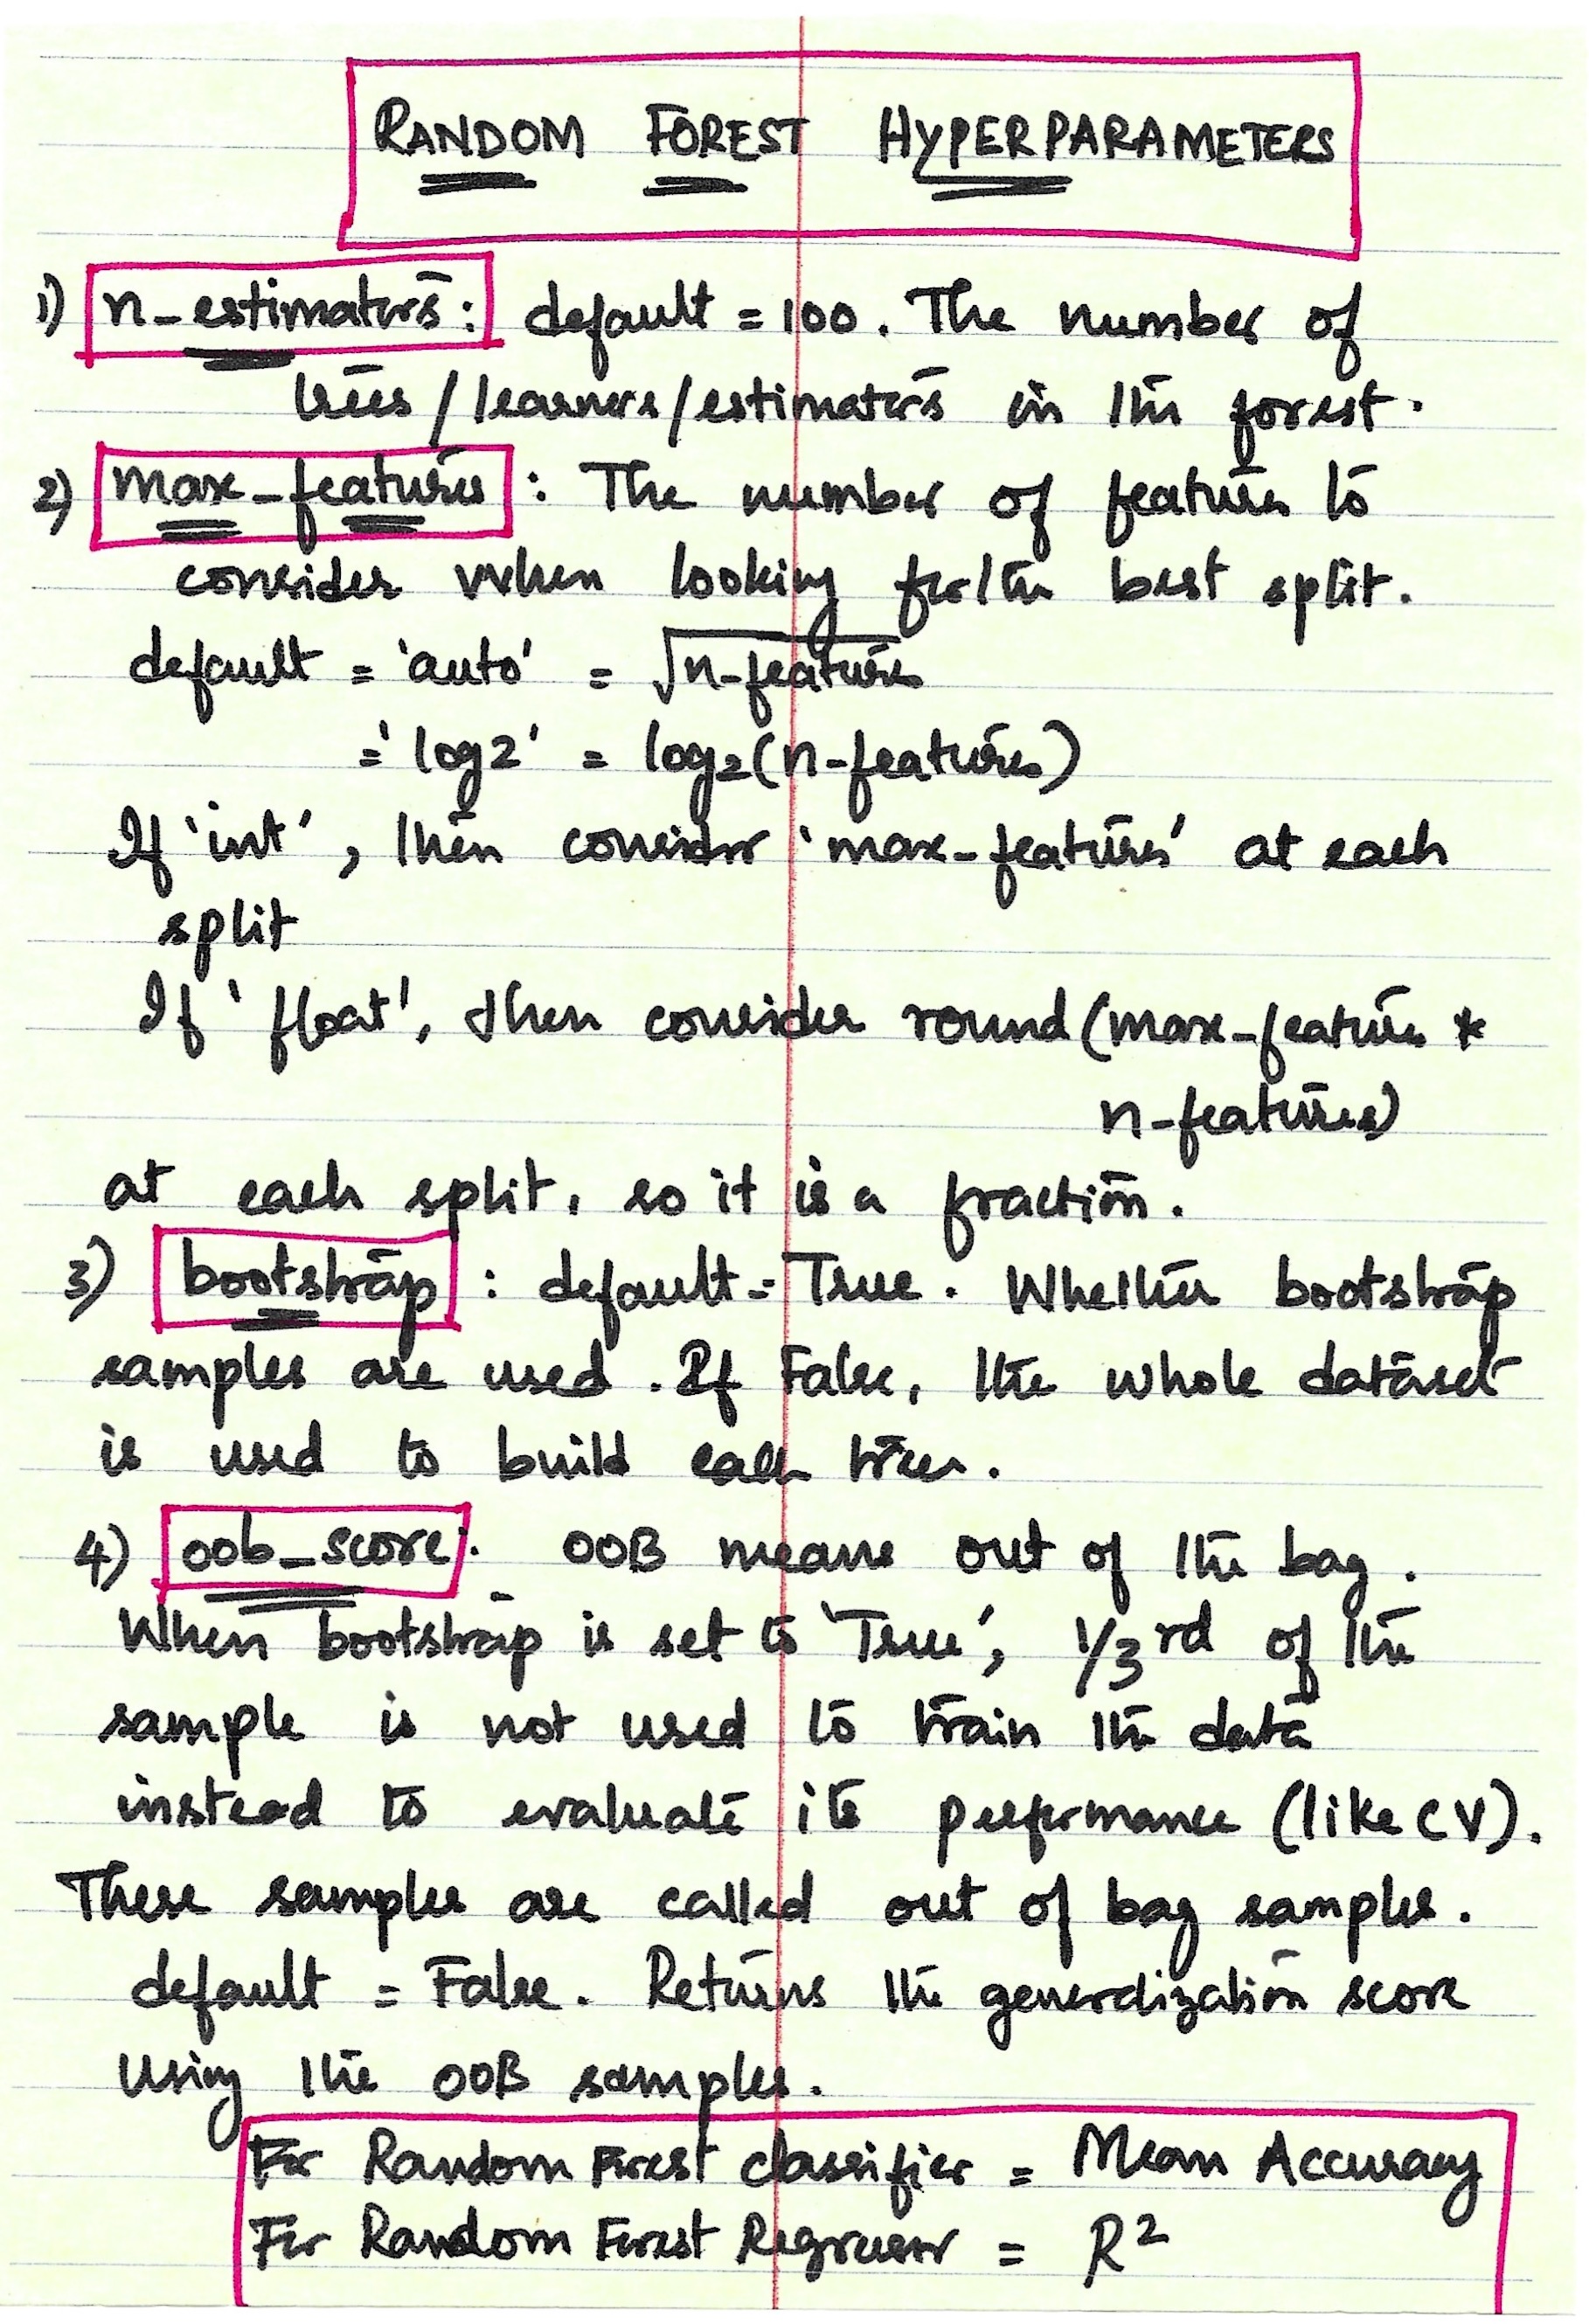 RANDOM FOREST HYPERPARAMETERS
1) n_estimators: default = 100. The number of
trees / learners / estimators in the forest.
2) max_features : The number of features to
consider when looking for the best split.
default = 'auto' = √n-features
= 'log2' = log₂(n-features)
If 'int', then consider 'max-features' at each
split
If 'float', then consider round (max-features *
n-features)
at each split, so it is a fraction.
3) bootstrap : default = True. Whether bootstrap
samples are used. If False, the whole dataset
is used to build each tree.
4) oob_score: OOB means out of the bag.
When bootstrap is set to 'True', 1/3 rd of the
sample is not used to train the data
instead to evaluate its performance (like CV).
These samples are called out of bag samples.
default = False. Returns the generalization score
using the OOB samples.
For Random Forest classifier = Mean Accuracy
For Random Forest Regressor = R²